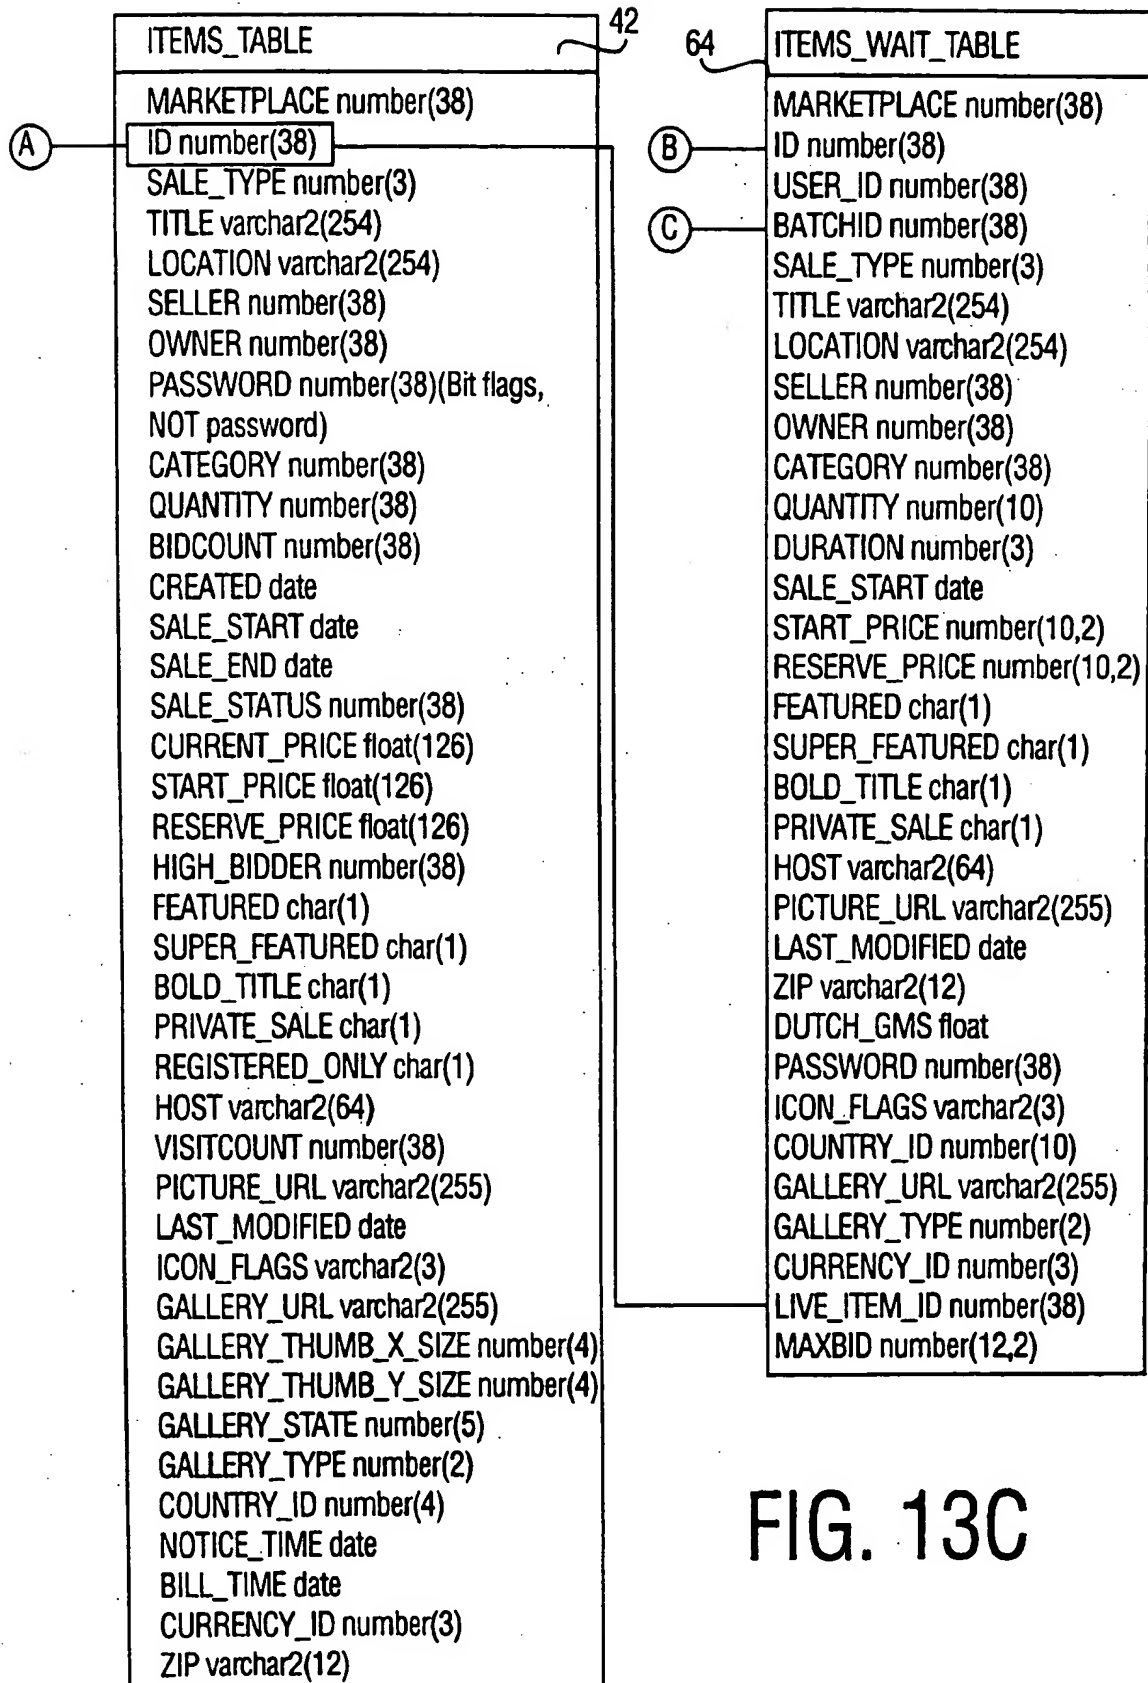 ITEMS_TABLE
42
A
MARKETPLACE number(38)
ID number(38)
SALE_TYPE number(3)
TITLE varchar2(254)
LOCATION varchar2(254)
SELLER number(38)
OWNER number(38)
PASSWORD number(38)(Bit flags,
NOT password)
CATEGORY number(38)
QUANTITY number(38)
BIDCOUNT number(38)
CREATED date
SALE_START date
SALE_END date
SALE_STATUS number(38)
CURRENT_PRICE float(126)
START_PRICE float(126)
RESERVE_PRICE float(126)
HIGH_BIDDER number(38)
FEATURED char(1)
SUPER_FEATURED char(1)
BOLD_TITLE char(1)
PRIVATE_SALE char(1)
REGISTERED_ONLY char(1)
HOST varchar2(64)
VISITCOUNT number(38)
PICTURE_URL varchar2(255)
LAST_MODIFIED date
ICON_FLAGS varchar2(3)
GALLERY_URL varchar2(255)
GALLERY_THUMB_X_SIZE number(4)
GALLERY_THUMB_Y_SIZE number(4)
GALLERY_STATE number(5)
GALLERY_TYPE number(2)
COUNTRY_ID number(4)
NOTICE_TIME date
BILL_TIME date
CURRENCY_ID number(3)
ZIP varchar2(12)
64
ITEMS_WAIT_TABLE
B
C
MARKETPLACE number(38)
ID number(38)
USER_ID number(38)
BATCHID number(38)
SALE_TYPE number(3)
TITLE varchar2(254)
LOCATION varchar2(254)
SELLER number(38)
OWNER number(38)
CATEGORY number(38)
QUANTITY number(10)
DURATION number(3)
SALE_START date
START_PRICE number(10,2)
RESERVE_PRICE number(10,2)
FEATURED char(1)
SUPER_FEATURED char(1)
BOLD_TITLE char(1)
PRIVATE_SALE char(1)
HOST varchar2(64)
PICTURE_URL varchar2(255)
LAST_MODIFIED date
ZIP varchar2(12)
DUTCH_GMS float
PASSWORD number(38)
ICON_FLAGS varchar2(3)
COUNTRY_ID number(10)
GALLERY_URL varchar2(255)
GALLERY_TYPE number(2)
CURRENCY_ID number(3)
LIVE_ITEM_ID number(38)
MAXBID number(12,2)
FIG. 13C